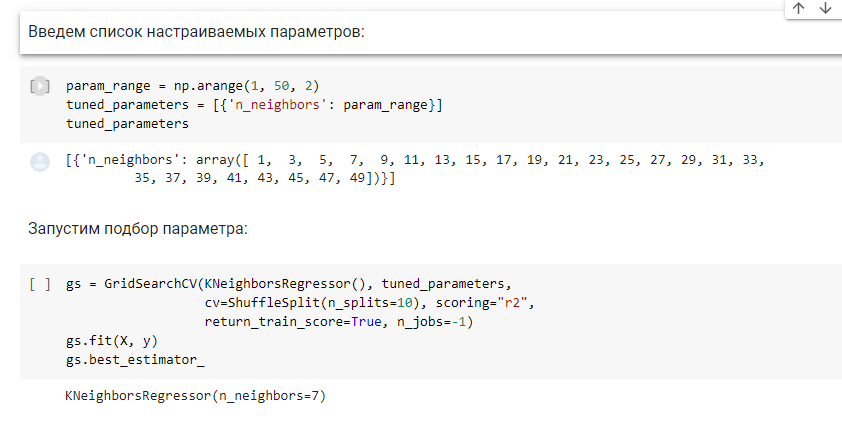 Введем список настраиваемых параметров:
param_range = np.arange(1, 50, 2)
tuned_parameters = [{'n_neighbors': param_range}]
tuned_parameters
[{'n_neighbors': array([ 1,  3,  5,  7,  9, 11, 13, 15, 17, 19, 21, 23, 25, 27, 29, 31, 33,
        35, 37, 39, 41, 43, 45, 47, 49])}]
Запустим подбор параметра:
[ ] gs = GridSearchCV(KNeighborsRegressor(), tuned_parameters,
                  cv=ShuffleSplit(n_splits=10), scoring="r2",
                  return_train_score=True, n_jobs=-1)
gs.fit(X, y)
gs.best_estimator_
KNeighborsRegressor(n_neighbors=7)